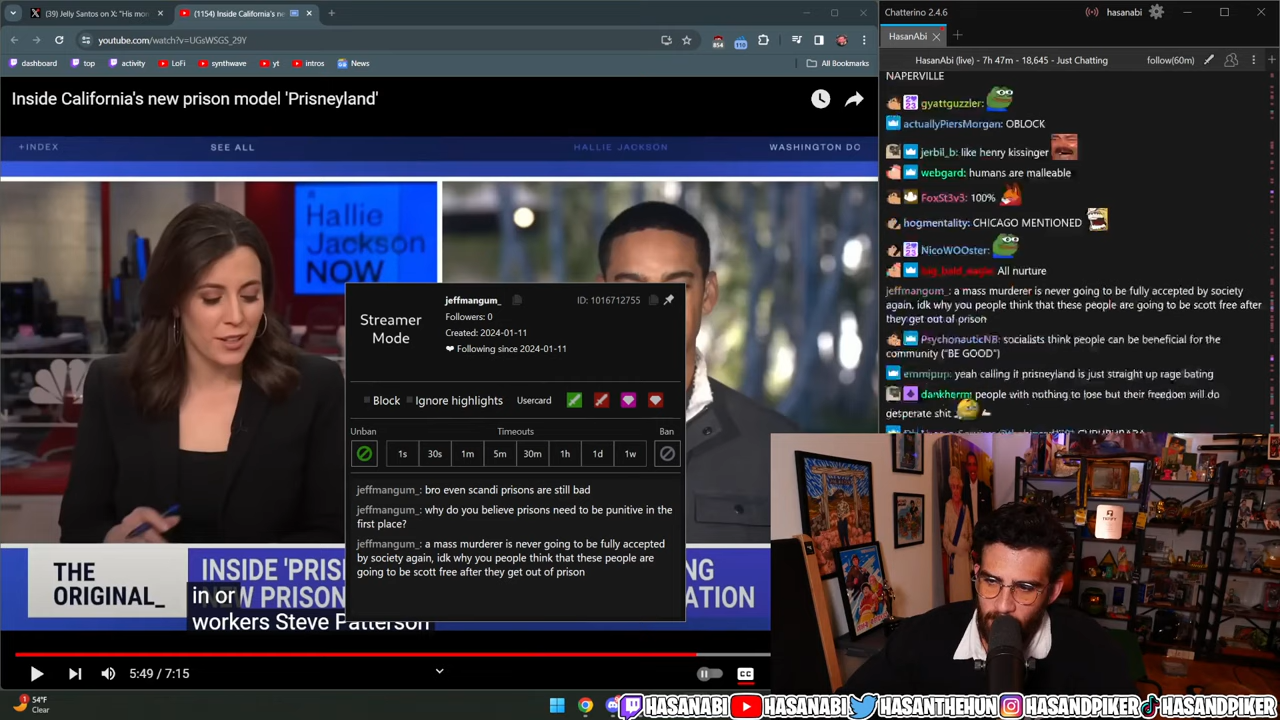 (39) Jelly Santos on X: "His mon
(1154) Inside California's ne
youtube.com/watch?v=UGsWSGS_29Y
854
110
dashboard
top
activity
LoFi
synthwave
yt
intros
News
All Bookmarks
Inside California's new prison model 'Prisneyland'
+INDEX
SEE ALL
HALLIE JACKSON
WASHINGTON DC
Hallie
Jackson
NOW
THE
ORIGINAL_
INSIDE 'PRIS
NG
NEW PRISON
ATION
in or
workers Steve Patterson
5:49 / 7:15
CC
Streamer
Mode
jeffmangum_
ID: 1016712755
Followers: 0
Created: 2024-01-11
❤ Following since 2024-01-11
Block
Ignore highlights
Usercard
Unban
Timeouts
Ban
1s
30s
1m
5m
30m
1h
1d
1w
jeffmangum_: bro even scandi prisons are still bad
jeffmangum_: why do you believe prisons need to be punitive in the
first place?
jeffmangum_: a mass murderer is never going to be fully accepted
by society again, idk why you people think that these people are
going to be scott free after they get out of prison
Chatterino 2.4.6
hasanabi
HasanAbi
HasanAbi (live) - 7h 47m - 18,645 - Just Chatting
follow(60m)
NAPERVILLE
gyattguzzler:
actuallyPiersMorgan: OBLOCK
jerbil_b: like henry kissinger
webgard: humans are malleable
FoxSt3v3: 100%
hogmentality: CHICAGO MENTIONED
NicoWOOster:
All nurture
jeffmangum_: a mass murderer is never going to be fully accepted by society
again, idk why you people think that these people are going to be scott free after
they get out of prison
PsychonauticNB: socialists think people can be beneficial for the
community ("BE GOOD")
emmipup: yeah calling it prisneyland is just straight up rage bating
dankherm: people with nothing to lose but their freedom will do
desperate shit
1
54°F
Clear
HASANABI
HASANABI
HASANTHEHUN
HASANDPIKER
HASANDPIKER